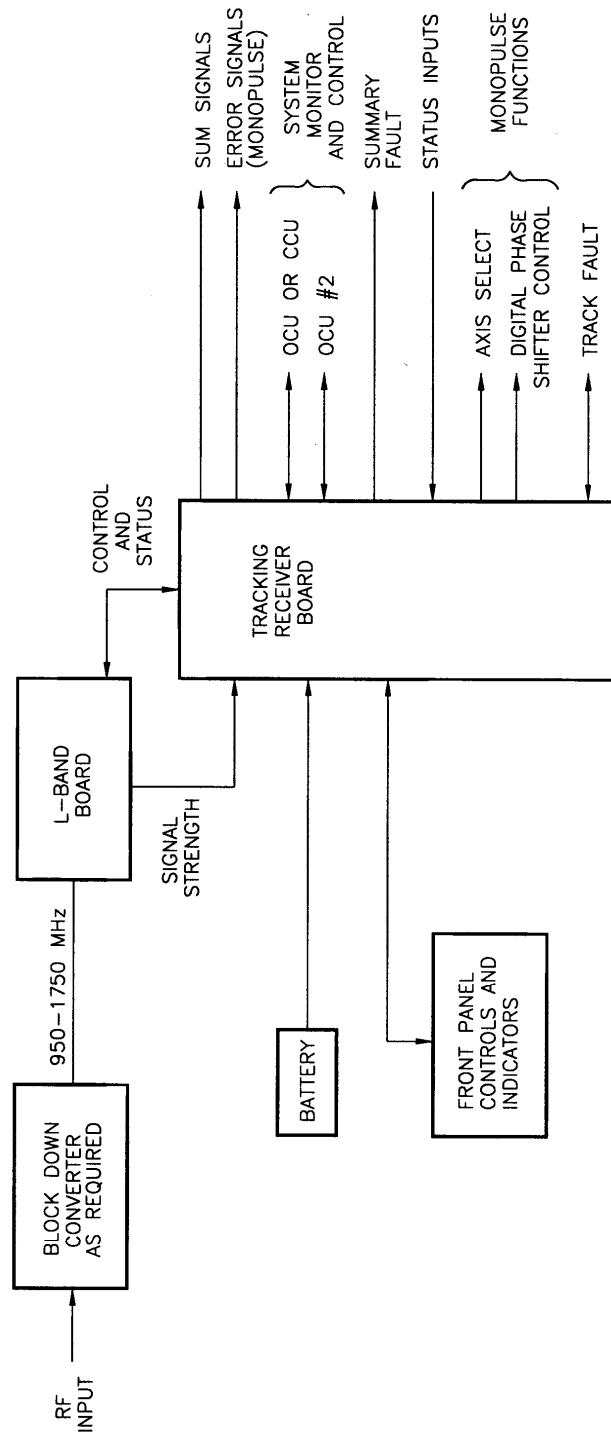 RF
INPUT
BLOCK DOWN
CONVERTER
AS REQUIRED
950–1750 MHz
L–BAND
BOARD
CONTROL
AND
STATUS
SIGNAL
STRENGTH
BATTERY
FRONT PANEL
CONTROLS AND
INDICATORS
TRACKING
RECEIVER
BOARD
SUM SIGNALS
ERROR SIGNALS
(MONOPULSE)
OCU OR CCU
OCU #2
SYSTEM
MONITOR
AND CONTROL
SUMMARY
FAULT
STATUS INPUTS
AXIS SELECT
DIGITAL PHASE
SHIFTER CONTROL
MONOPULSE
FUNCTIONS
TRACK FAULT